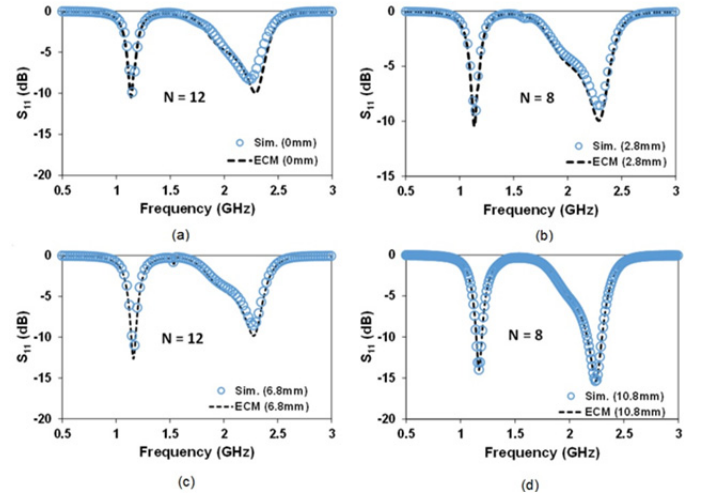 0
-5
-10
-15
-20
S11 (dB)
N = 12
Sim. (0mm)
ECM (0mm)
0.5 1 1.5 2 2.5 3
Frequency (GHz)
(a)
0
-5
-10
-15
S11 (dB)
N = 8
Sim. (2.8mm)
ECM (2.8mm)
0.5 1 1.5 2 2.5 3
Frequency (GHz)
(b)
0
-5
-10
-15
-20
S11 (dB)
N = 12
Sim. (6.8mm)
ECM (6.8mm)
0.5 1 1.5 2 2.5 3
Frequency (GHz)
(c)
0
-5
-10
-15
-20
S11 (dB)
N = 8
Sim. (10.8mm)
ECM (10.8mm)
0.5 1 1.5 2 2.5 3
Frequency (GHz)
(d)